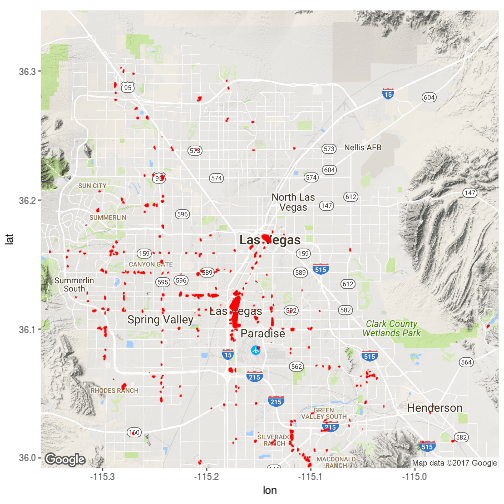 36.3
95
15
604
573
573
Nellis AFB
604
574
574
SUN CITY
612
147
147
36.2
North Las
Vegas
SUMMERLIN
595
Las Vegas
159
159
CANYON GATE
589
589
515
Summerlin
South
595
596
612
Las Vegas
592
582
Spring Valley
36.1
Paradise
Clark County
Wetlands Park
15
515
562
564
215
RHODES RANCH
215
GREEN
VALLEY SOUTH
Henderson
160
215
SILVERADO
RANCH
582
515
MACDONALD
RANCH
36.0
Google
Map data ©2017 Google
-115.3
-115.2
-115.1
-115.0
lat
lon